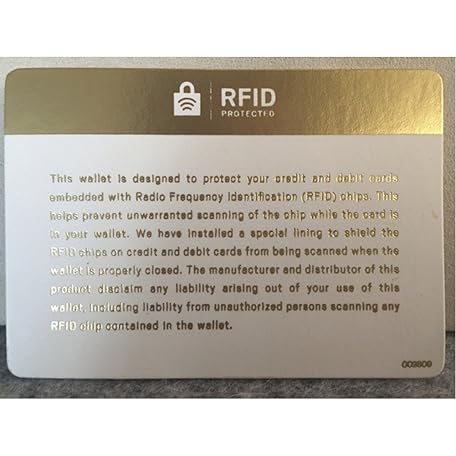 RFID
PROTECTED
This wallet is designed to protect your credit and debit cards
embedded with Radio Frequency Identification (RFID) chips. This
helps prevent unwarranted scanning of the chip while the card is
in your wallet. We have installed a special lining to shield the
RFID chips on credit and debit cards from being scanned when the
wallet is properly closed. The manufacturer and distributor of this
product disclaim any liability arising out of your use of this
wallet, including liability from unauthorized persons scanning any
RFID chip contained in the wallet.